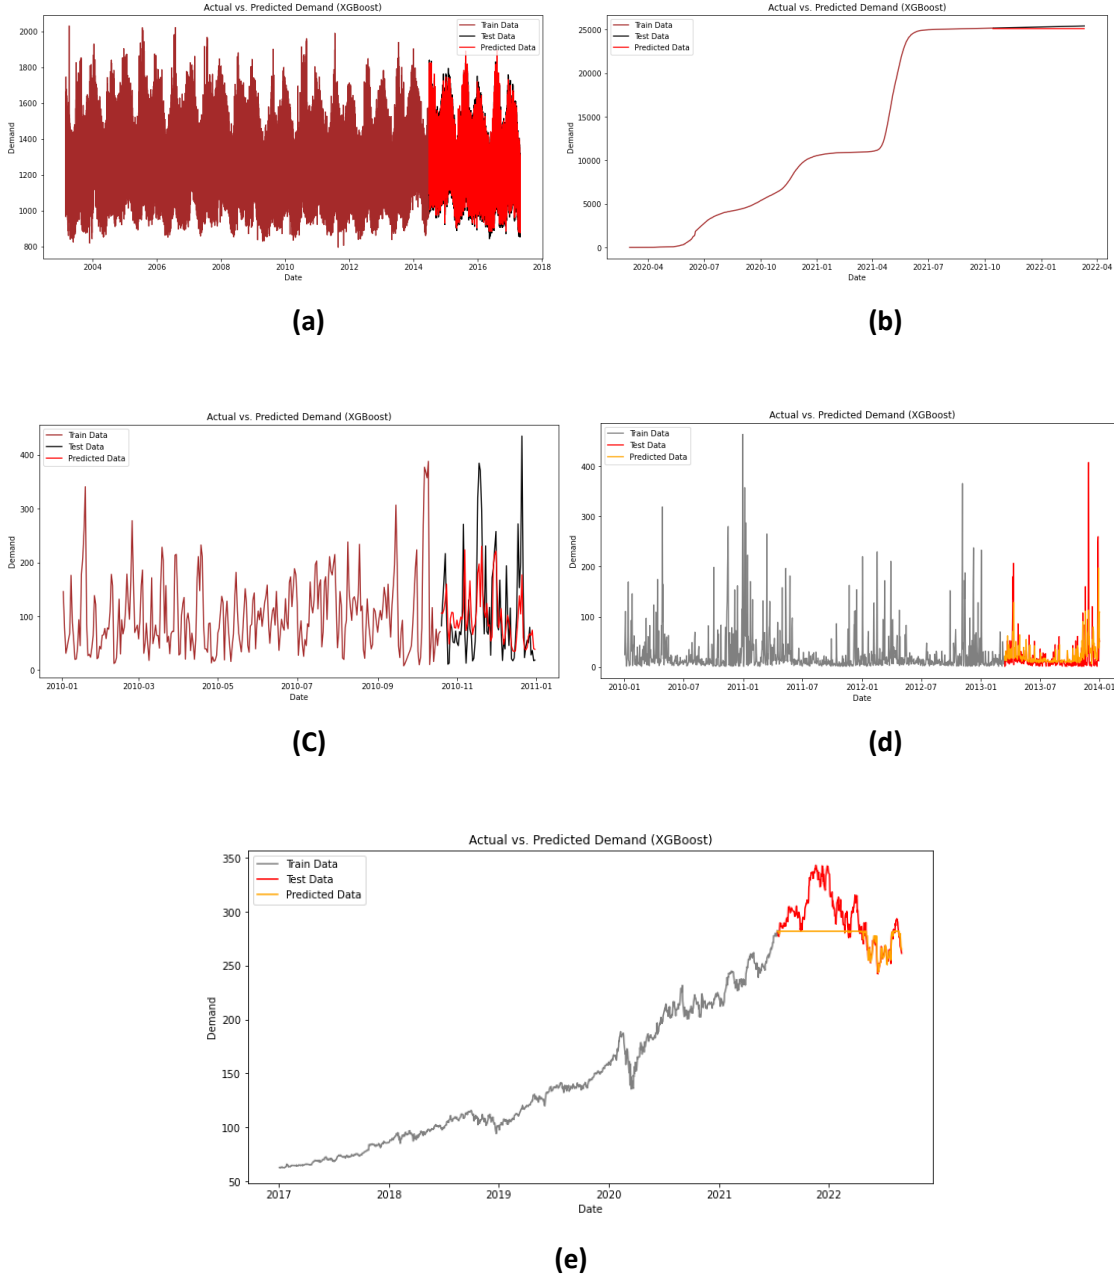 Actual vs. Predicted Demand (XGBoost)
Train Data
Test Data
Predicted Data
2000
1800
1600
1400
1200
1000
800
Demand
2004
2006
2008
2010
2012
2014
2016
2018
Date
(a)
Actual vs. Predicted Demand (XGBoost)
Train Data
Test Data
Predicted Data
25000
20000
15000
10000
5000
0
Demand
2020-04
2020-07
2020-10
2021-01
2021-04
2021-07
2021-10
2022-01
2022-04
Date
(b)
Actual vs. Predicted Demand (XGBoost)
Train Data
Test Data
Predicted Data
400
300
200
100
0
Demand
2010-01
2010-03
2010-05
2010-07
2010-09
2010-11
2011-01
Date
(C)
Actual vs. Predicted Demand (XGBoost)
Train Data
Test Data
Predicted Data
400
300
200
100
0
Demand
2010-01
2010-07
2011-01
2011-07
2012-01
2012-07
2013-01
2013-07
2014-01
Date
(d)
Actual vs. Predicted Demand (XGBoost)
Train Data
Test Data
Predicted Data
350
300
250
200
150
100
50
Demand
2017
2018
2019
2020
2021
2022
Date
(e)